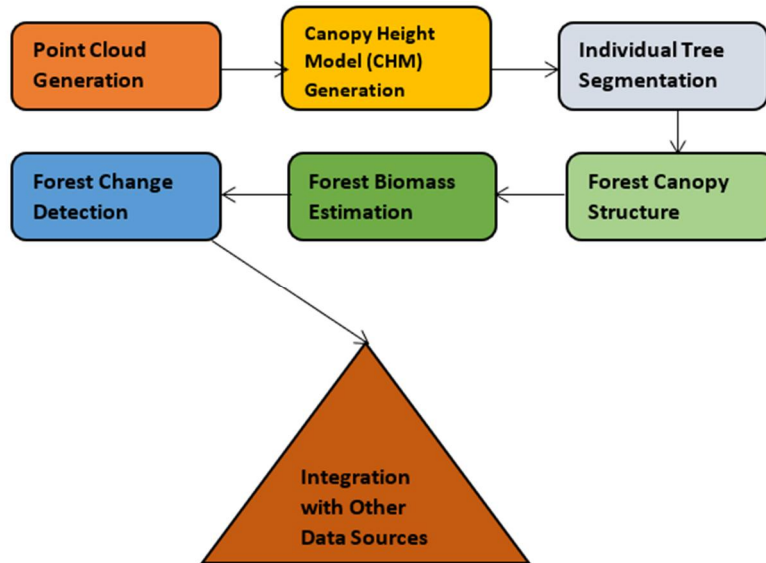 Point Cloud
Generation
Canopy Height
Model (CHM)
Generation
Individual Tree
Segmentation
Forest Change
Detection
Forest Biomass
Estimation
Forest Canopy
Structure
Integration
with Other
Data Sources